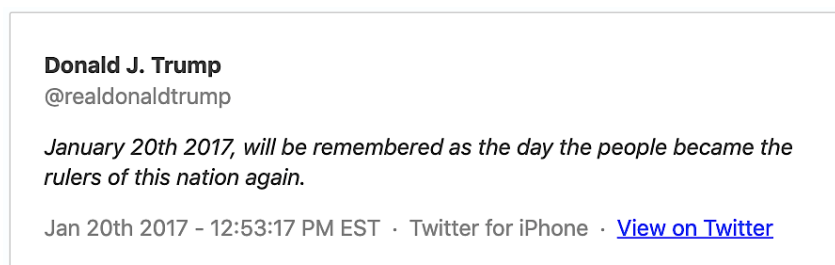 Donald J. Trump
@realdonaldtrump
January 20th 2017, will be remembered as the day the people became the
rulers of this nation again.
Jan 20th 2017 - 12:53:17 PM EST · Twitter for iPhone · View on Twitter